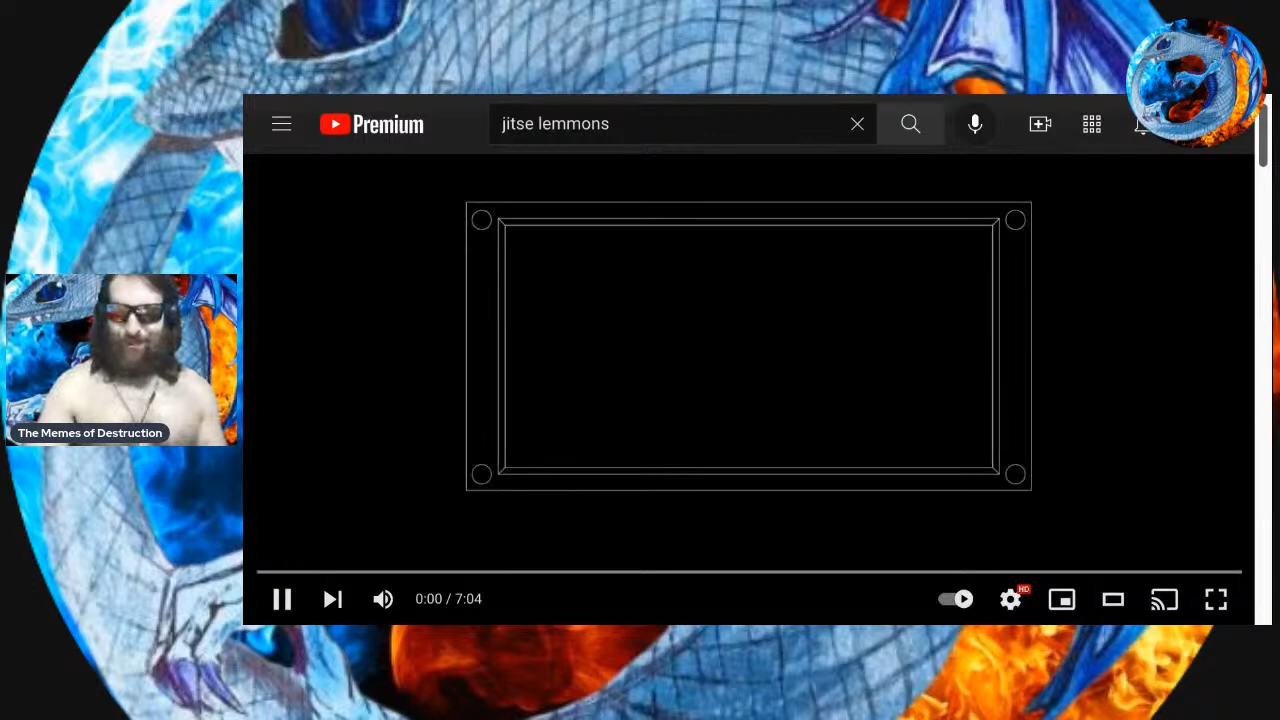 Premium
jitse lemmons
The Memes of Destruction
0:00 / 7:04
HD